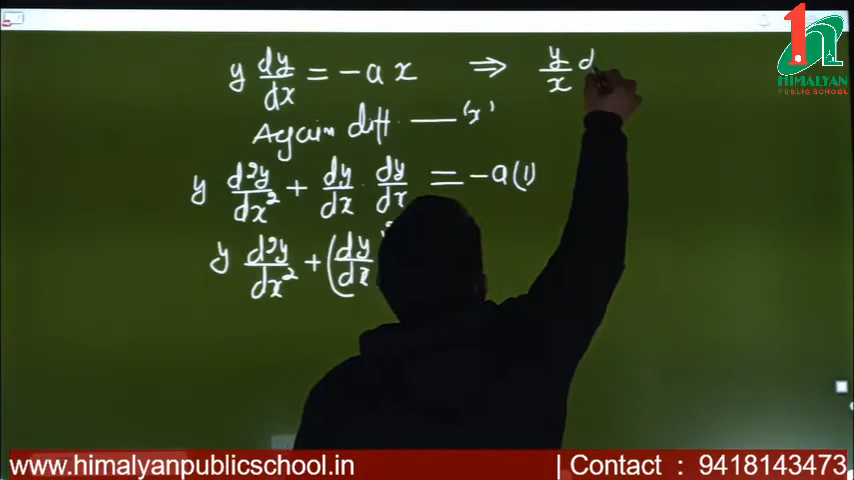 y dy/dx = -a x ⇒ y/x d
Again diff. — 'x'
y d²y/dx² + dy/dx . dy/dx = -a(1)
y d²y/dx² + (dy/dx
HIMALYAN
PUBLIC SCHOOL
www.himalyanpublicschool.in | Contact : 9418143473